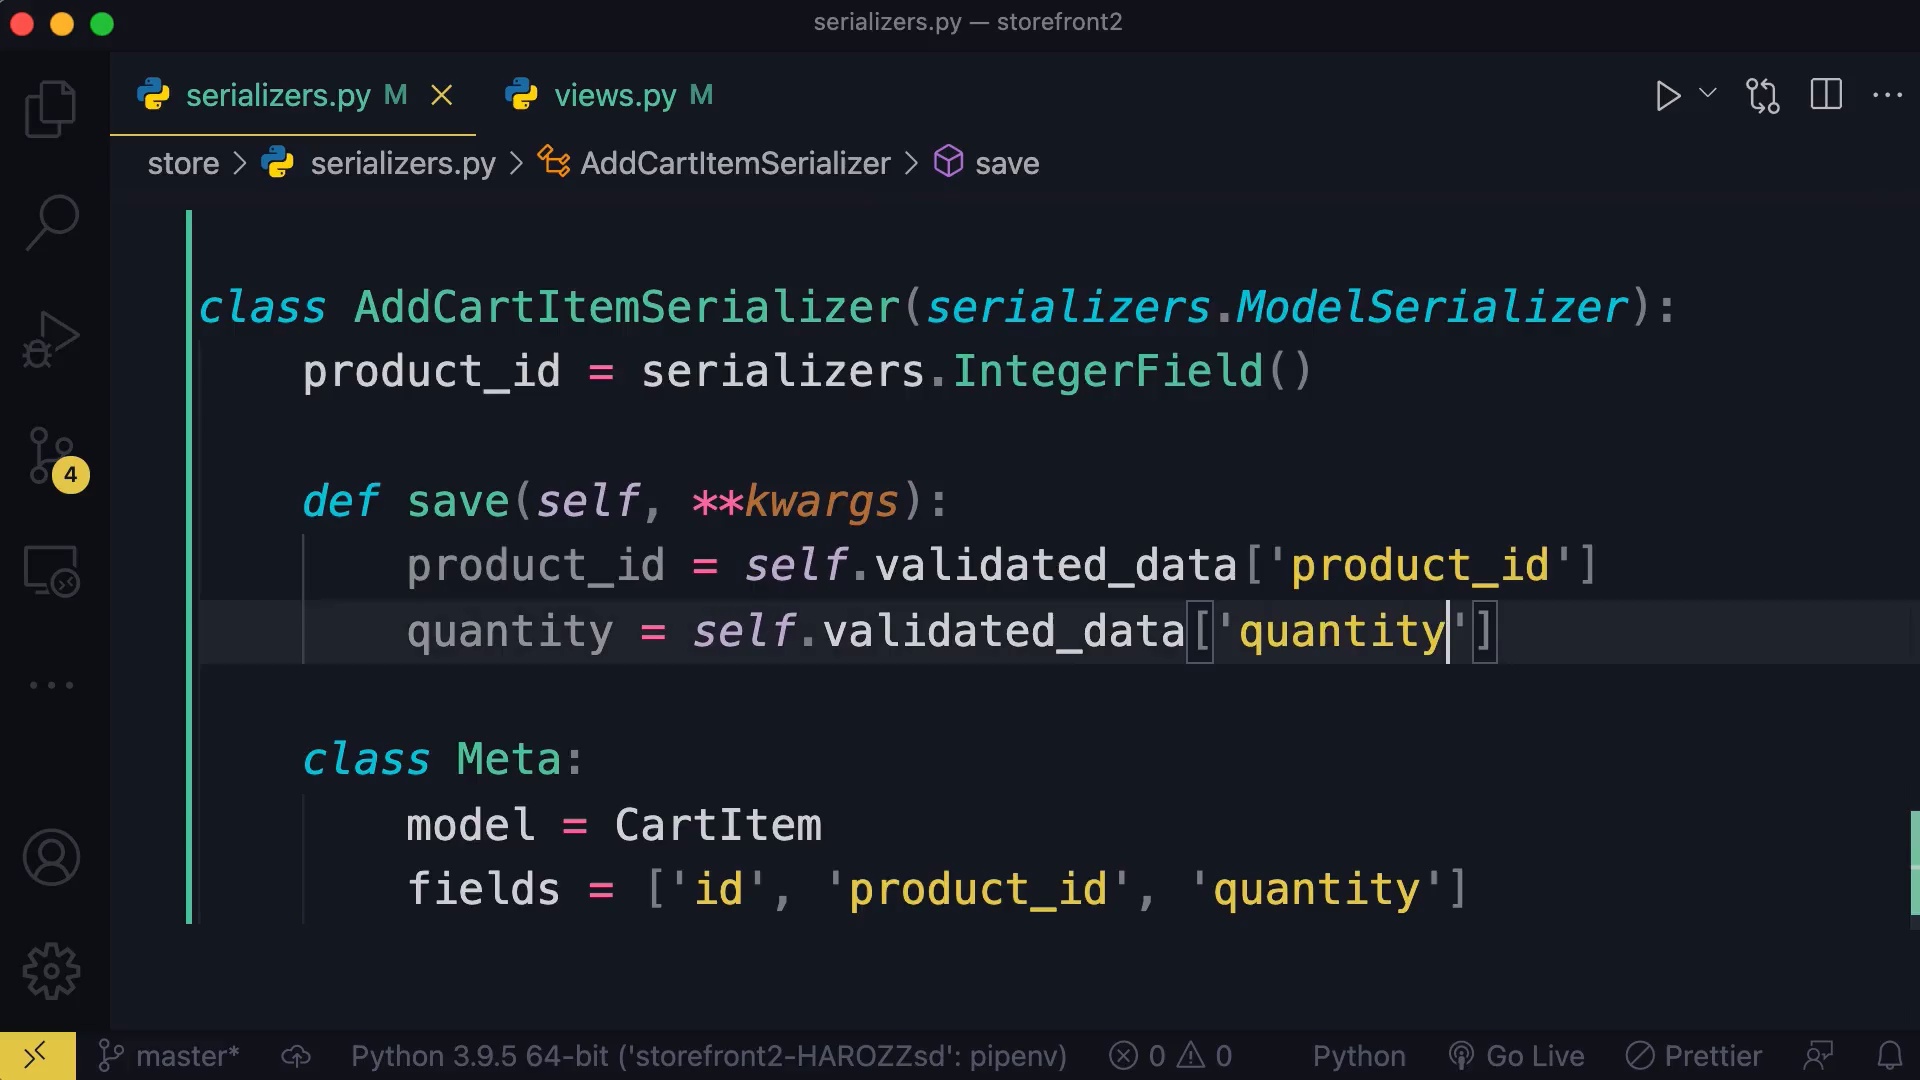 serializers.py — storefront2
serializers.py M views.py M
store > serializers.py > AddCartItemSerializer > save
class AddCartItemSerializer(serializers.ModelSerializer):
product_id = serializers.IntegerField()
def save(self, **kwargs):
product_id = self.validated_data['product_id']
quantity = self.validated_data['quantity']
4
class Meta:
model = CartItem
fields = ['id', 'product_id', 'quantity']
master* Python 3.9.5 64-bit ('storefront2-HAROZZsd': pipenv) 0 0 Python Go Live Prettier